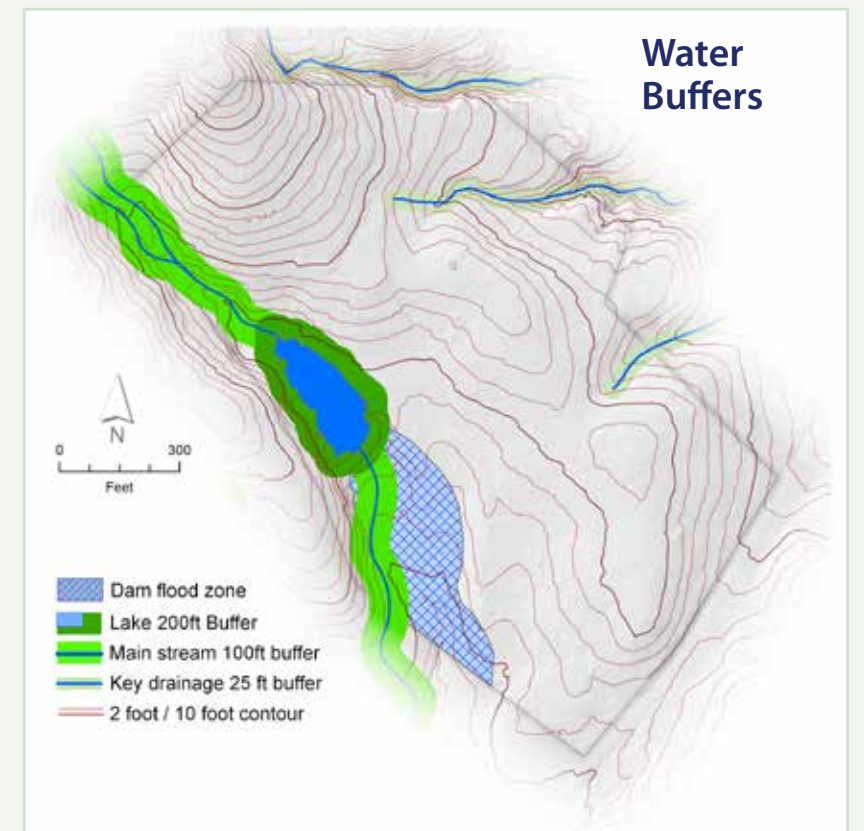 Water
Buffers
N
0 300
Feet
Dam flood zone
Lake 200ft Buffer
Main stream 100ft buffer
Key drainage 25 ft buffer
2 foot / 10 foot contour